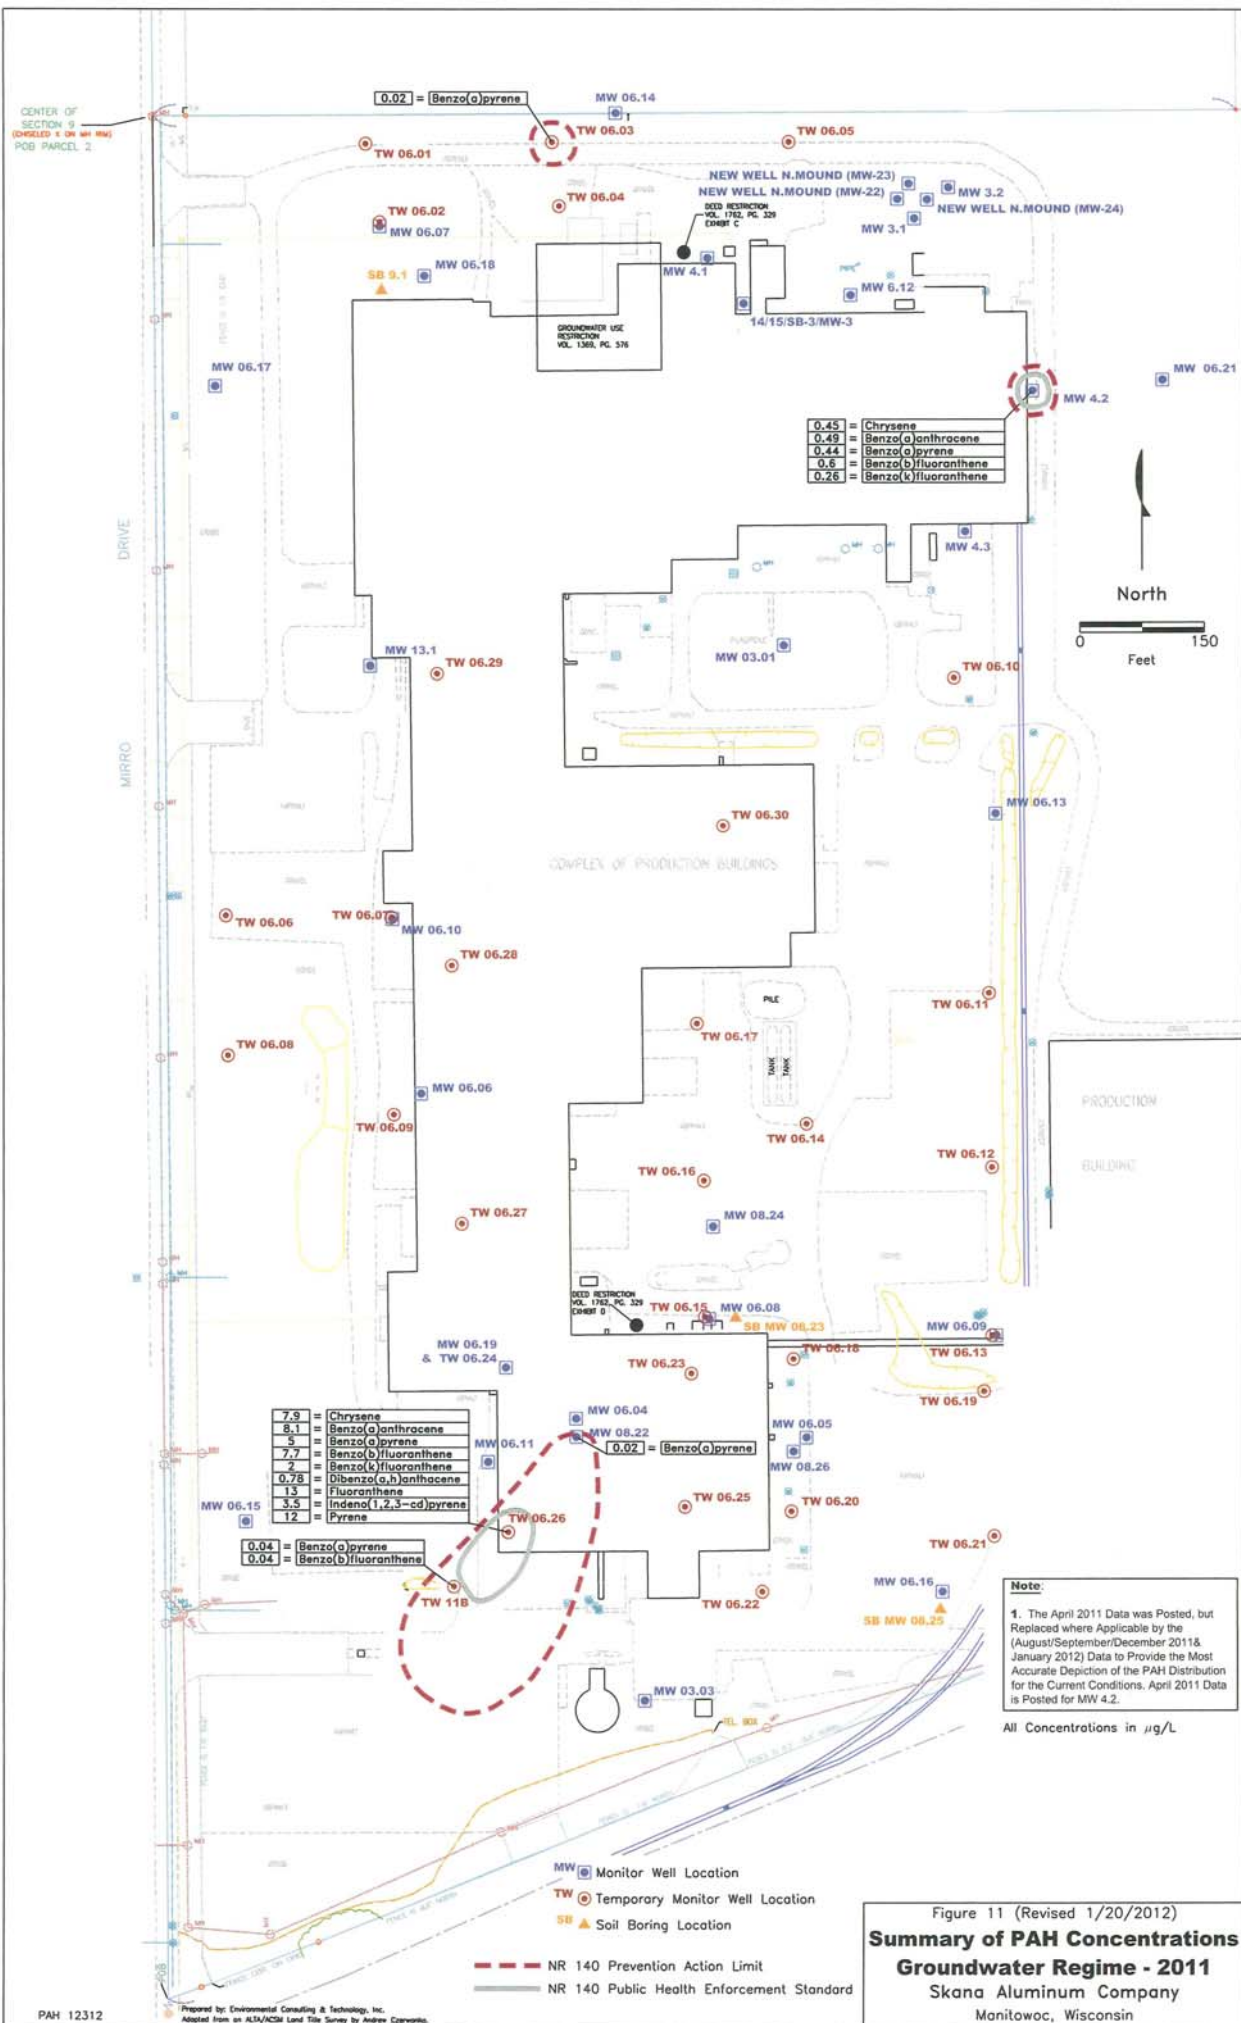 CENTER OF
SECTION 9
(CHISELED X ON MH RIM)
POB PARCEL 2
0.02 = Benzo(a)pyrene
MW 06.14
TW 06.01
TW 06.03
TW 06.05
TW 06.02
MW 06.07
TW 06.04
NEW WELL N.MOUND (MW-23)
NEW WELL N.MOUND (MW-22)
MW 3.2
NEW WELL N.MOUND (MW-24)
MW 3.1
DEED RESTRICTION
VOL. 1762, PG. 329
EXHIBIT C
SB 9.1
MW 06.18
MW 4.1
MW 6.12
14/15/SB-3/MW-3
GROUNDWATER USE
RESTRICTION
VOL. 1369, PG. 576
MW 06.17
MW 06.21
MW 4.2
0.45 = Chrysene
0.49 = Benzo(a)anthracene
0.44 = Benzo(a)pyrene
0.6 = Benzo(b)fluoranthene
0.26 = Benzo(k)fluoranthene
MIRRO DRIVE
MW 4.3
North
0 150
Feet
MW 13.1
TW 06.29
MW 03.01
TW 06.10
TW 06.30
MW 06.13
COMPLEX OF PRODUCTION BUILDINGS
TW 06.06
TW 06.07
MW 06.10
TW 06.28
PILE
TANK
TANK
TW 06.11
TW 06.17
TW 06.08
MW 06.06
TW 06.09
TW 06.14
PRODUCTION
BUILDING
TW 06.16
TW 06.12
TW 06.27
MW 08.24
DEED RESTRICTION
VOL. 1762, PG. 329
EXHIBIT D
TW 06.15
MW 06.08
SB MW 06.23
MW 06.09
TW 06.13
MW 06.19
& TW 06.24
TW 06.23
TW 06.18
TW 06.19
7.9 = Chrysene
8.1 = Benzo(a)anthracene
5 = Benzo(a)pyrene
7.7 = Benzo(b)fluoranthene
2 = Benzo(k)fluoranthene
0.78 = Dibenzo(a,h)anthacene
13 = Fluoranthene
3.5 = Indeno(1,2,3-cd)pyrene
12 = Pyrene
MW 06.04
MW 08.22
0.02 = Benzo(a)pyrene
MW 06.11
MW 06.05
MW 08.26
MW 06.15
TW 06.26
TW 06.25
TW 06.20
TW 06.21
0.04 = Benzo(a)pyrene
0.04 = Benzo(b)fluoranthene
TW 11B
TW 06.22
MW 06.16
SB MW 08.25
Note:
1. The April 2011 Data was Posted, but
Replaced where Applicable by the
(August/September/December 2011&
January 2012) Data to Provide the Most
Accurate Depiction of the PAH Distribution
for the Current Conditions. April 2011 Data
is Posted for MW 4.2.
All Concentrations in µg/L
MW 03.03
TEL. BOX
MW Monitor Well Location
TW Temporary Monitor Well Location
SB Soil Boring Location
NR 140 Prevention Action Limit
NR 140 Public Health Enforcement Standard
POB
PAH 12312
Prepared by: Environmental Consulting & Technology, Inc.
Adapted from an ALTA/ACSM Land Title Survey by Andrew Czerwonka.
Figure 11 (Revised 1/20/2012)
Summary of PAH Concentrations
Groundwater Regime - 2011
Skana Aluminum Company
Manitowoc, Wisconsin